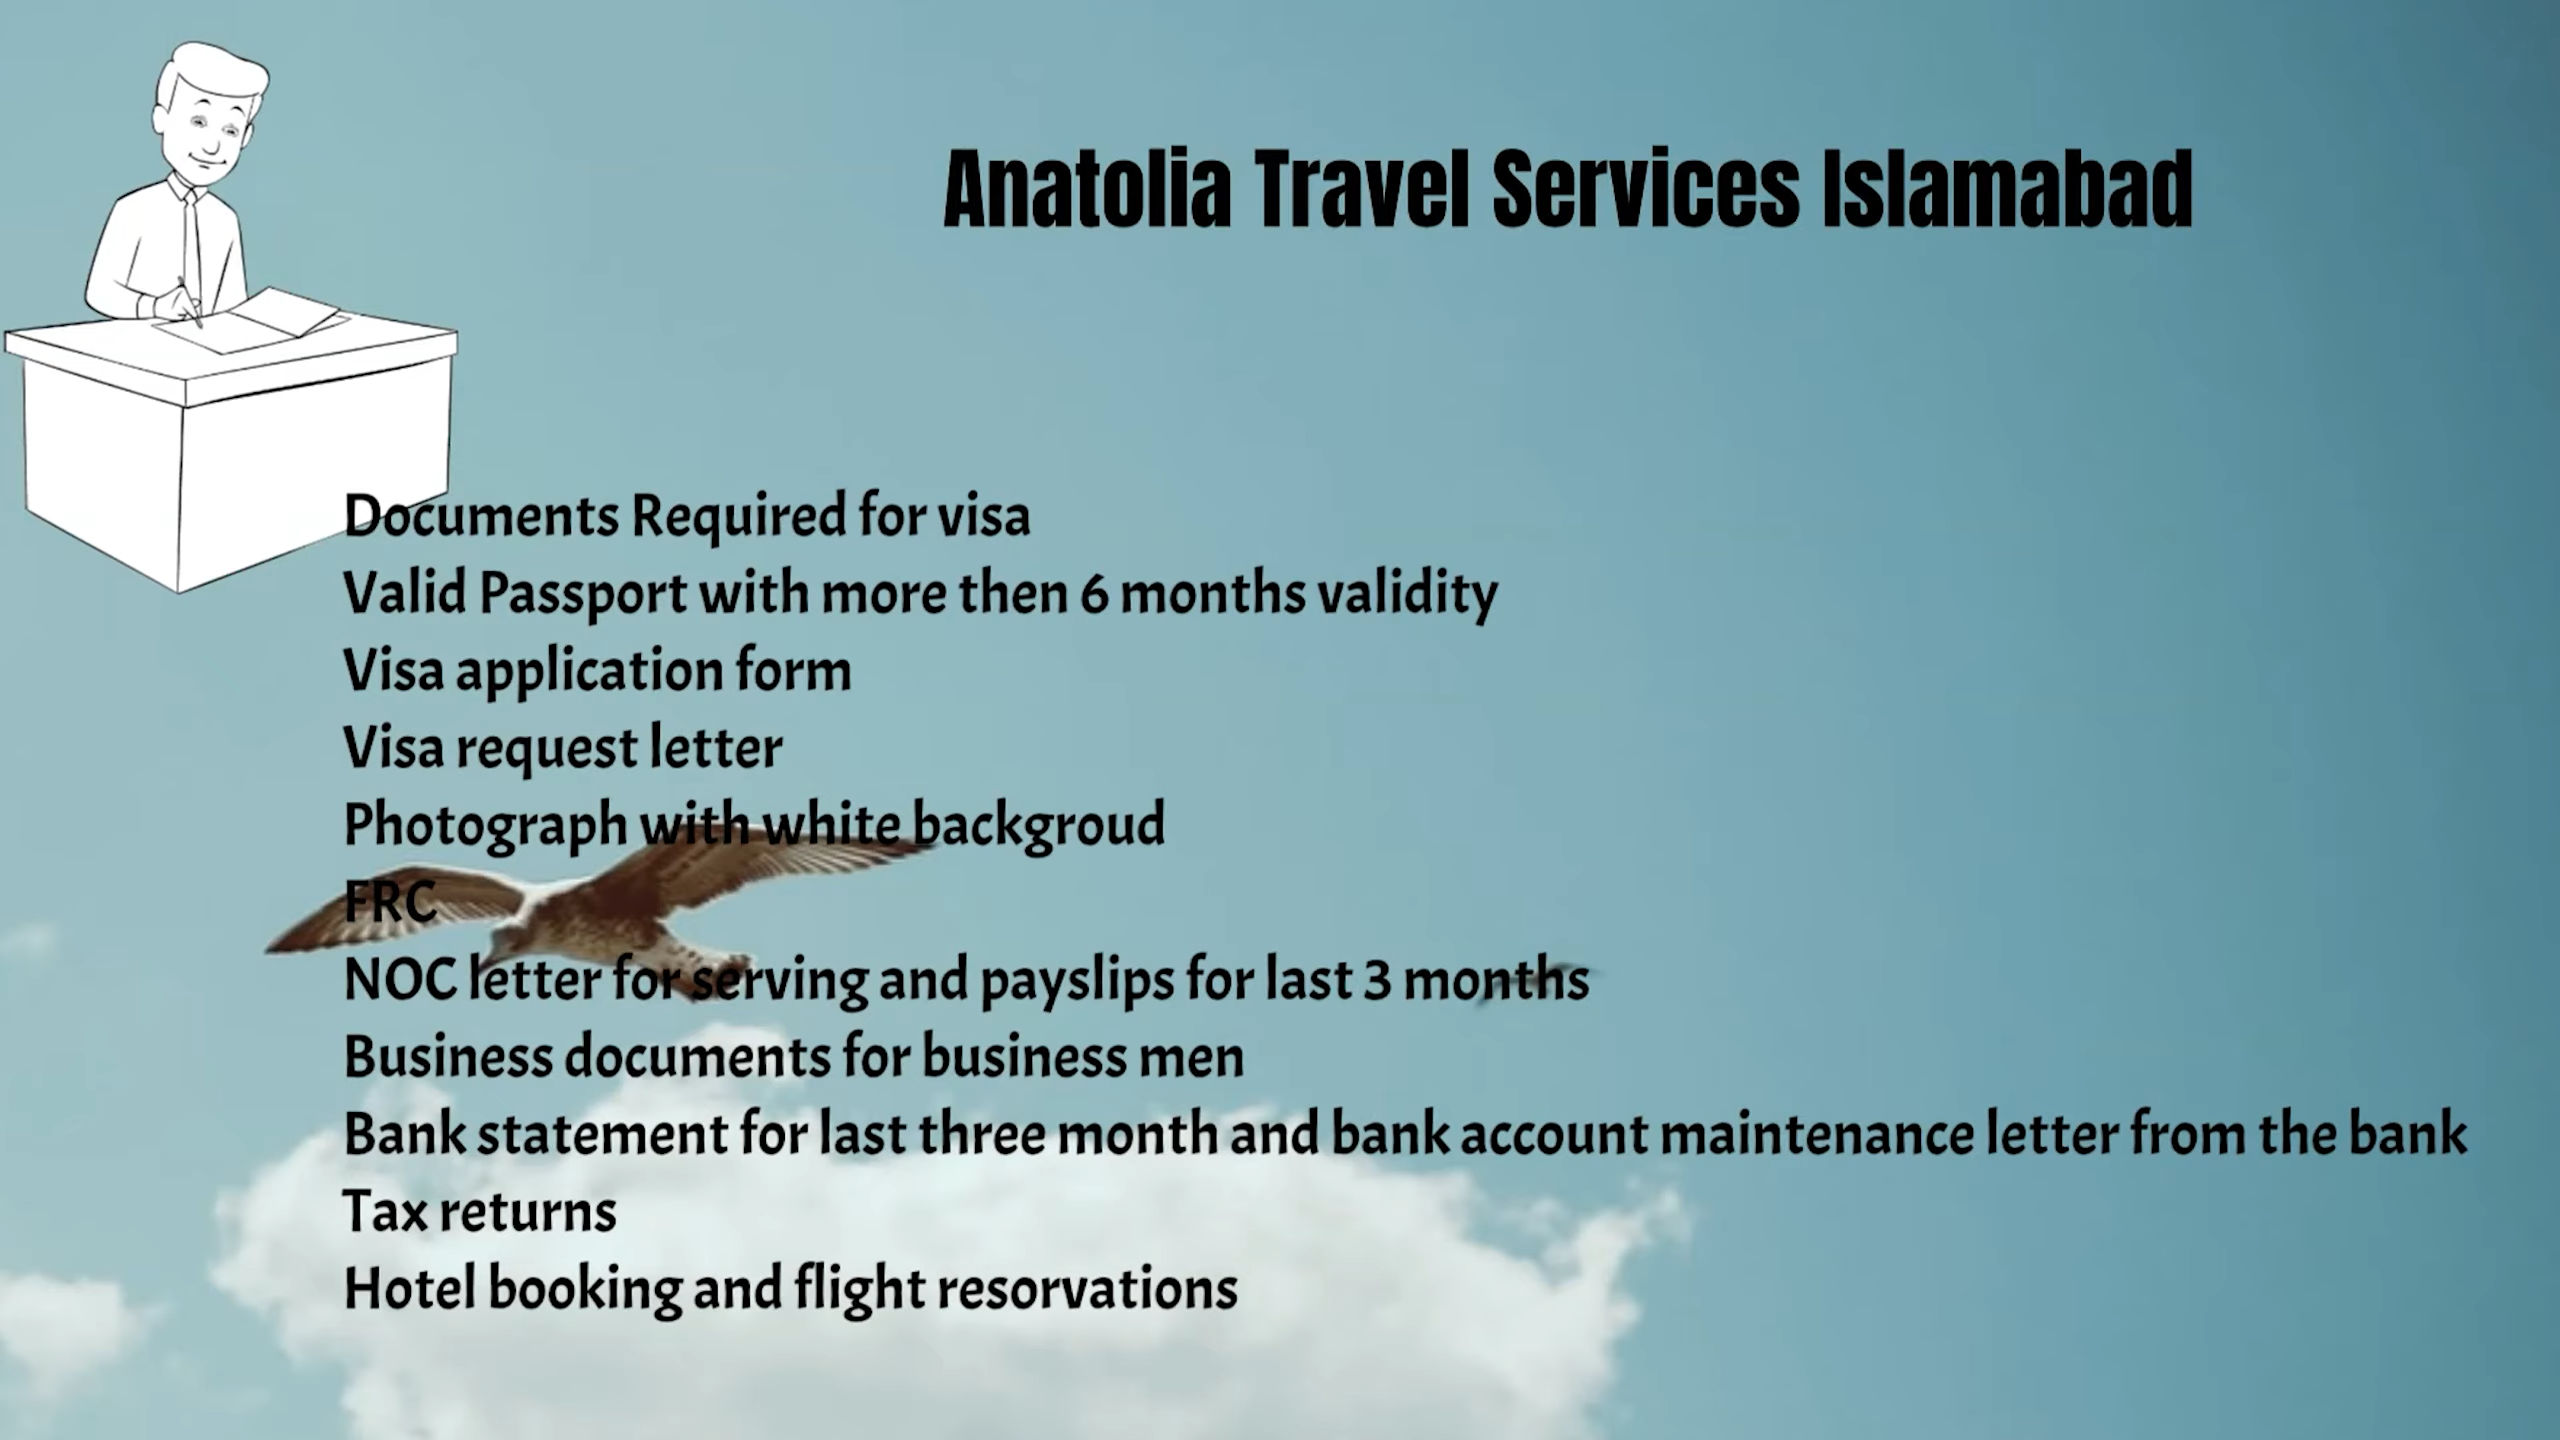 Anatolia Travel Services Islamabad
Documents Required for visa
Valid Passport with more then 6 months validity
Visa application form
Visa request letter
Photograph with white backgroud
FRC
NOC letter for serving and payslips for last 3 months
Business documents for business men
Bank statement for last three month and bank account maintenance letter from the bank
Tax returns
Hotel booking and flight resorvations